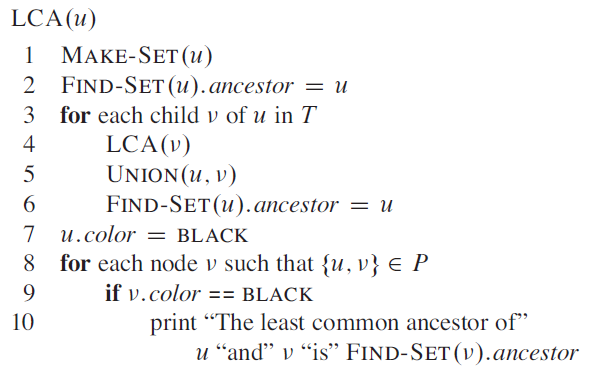 LCA(u)
1 MAKE-SET(u)
2 FIND-SET(u).ancestor = u
3 for each child v of u in T
4 LCA(v)
5 UNION(u, v)
6 FIND-SET(u).ancestor = u
7 u.color = BLACK
8 for each node v such that {u, v} ∈ P
9 if v.color == BLACK
10 print “The least common ancestor of”
u “and” v “is” FIND-SET(v).ancestor